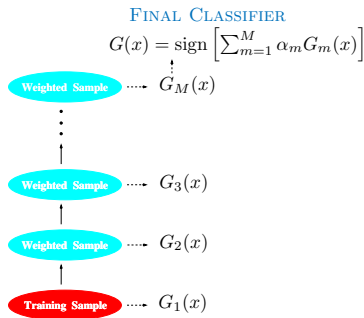 FINAL CLASSIFIER
G(x) = sign [∑_{m=1}^{M} α_m G_m(x)]
Weighted Sample G_M(x)
Weighted Sample G_3(x)
Weighted Sample G_2(x)
Training Sample G_1(x)